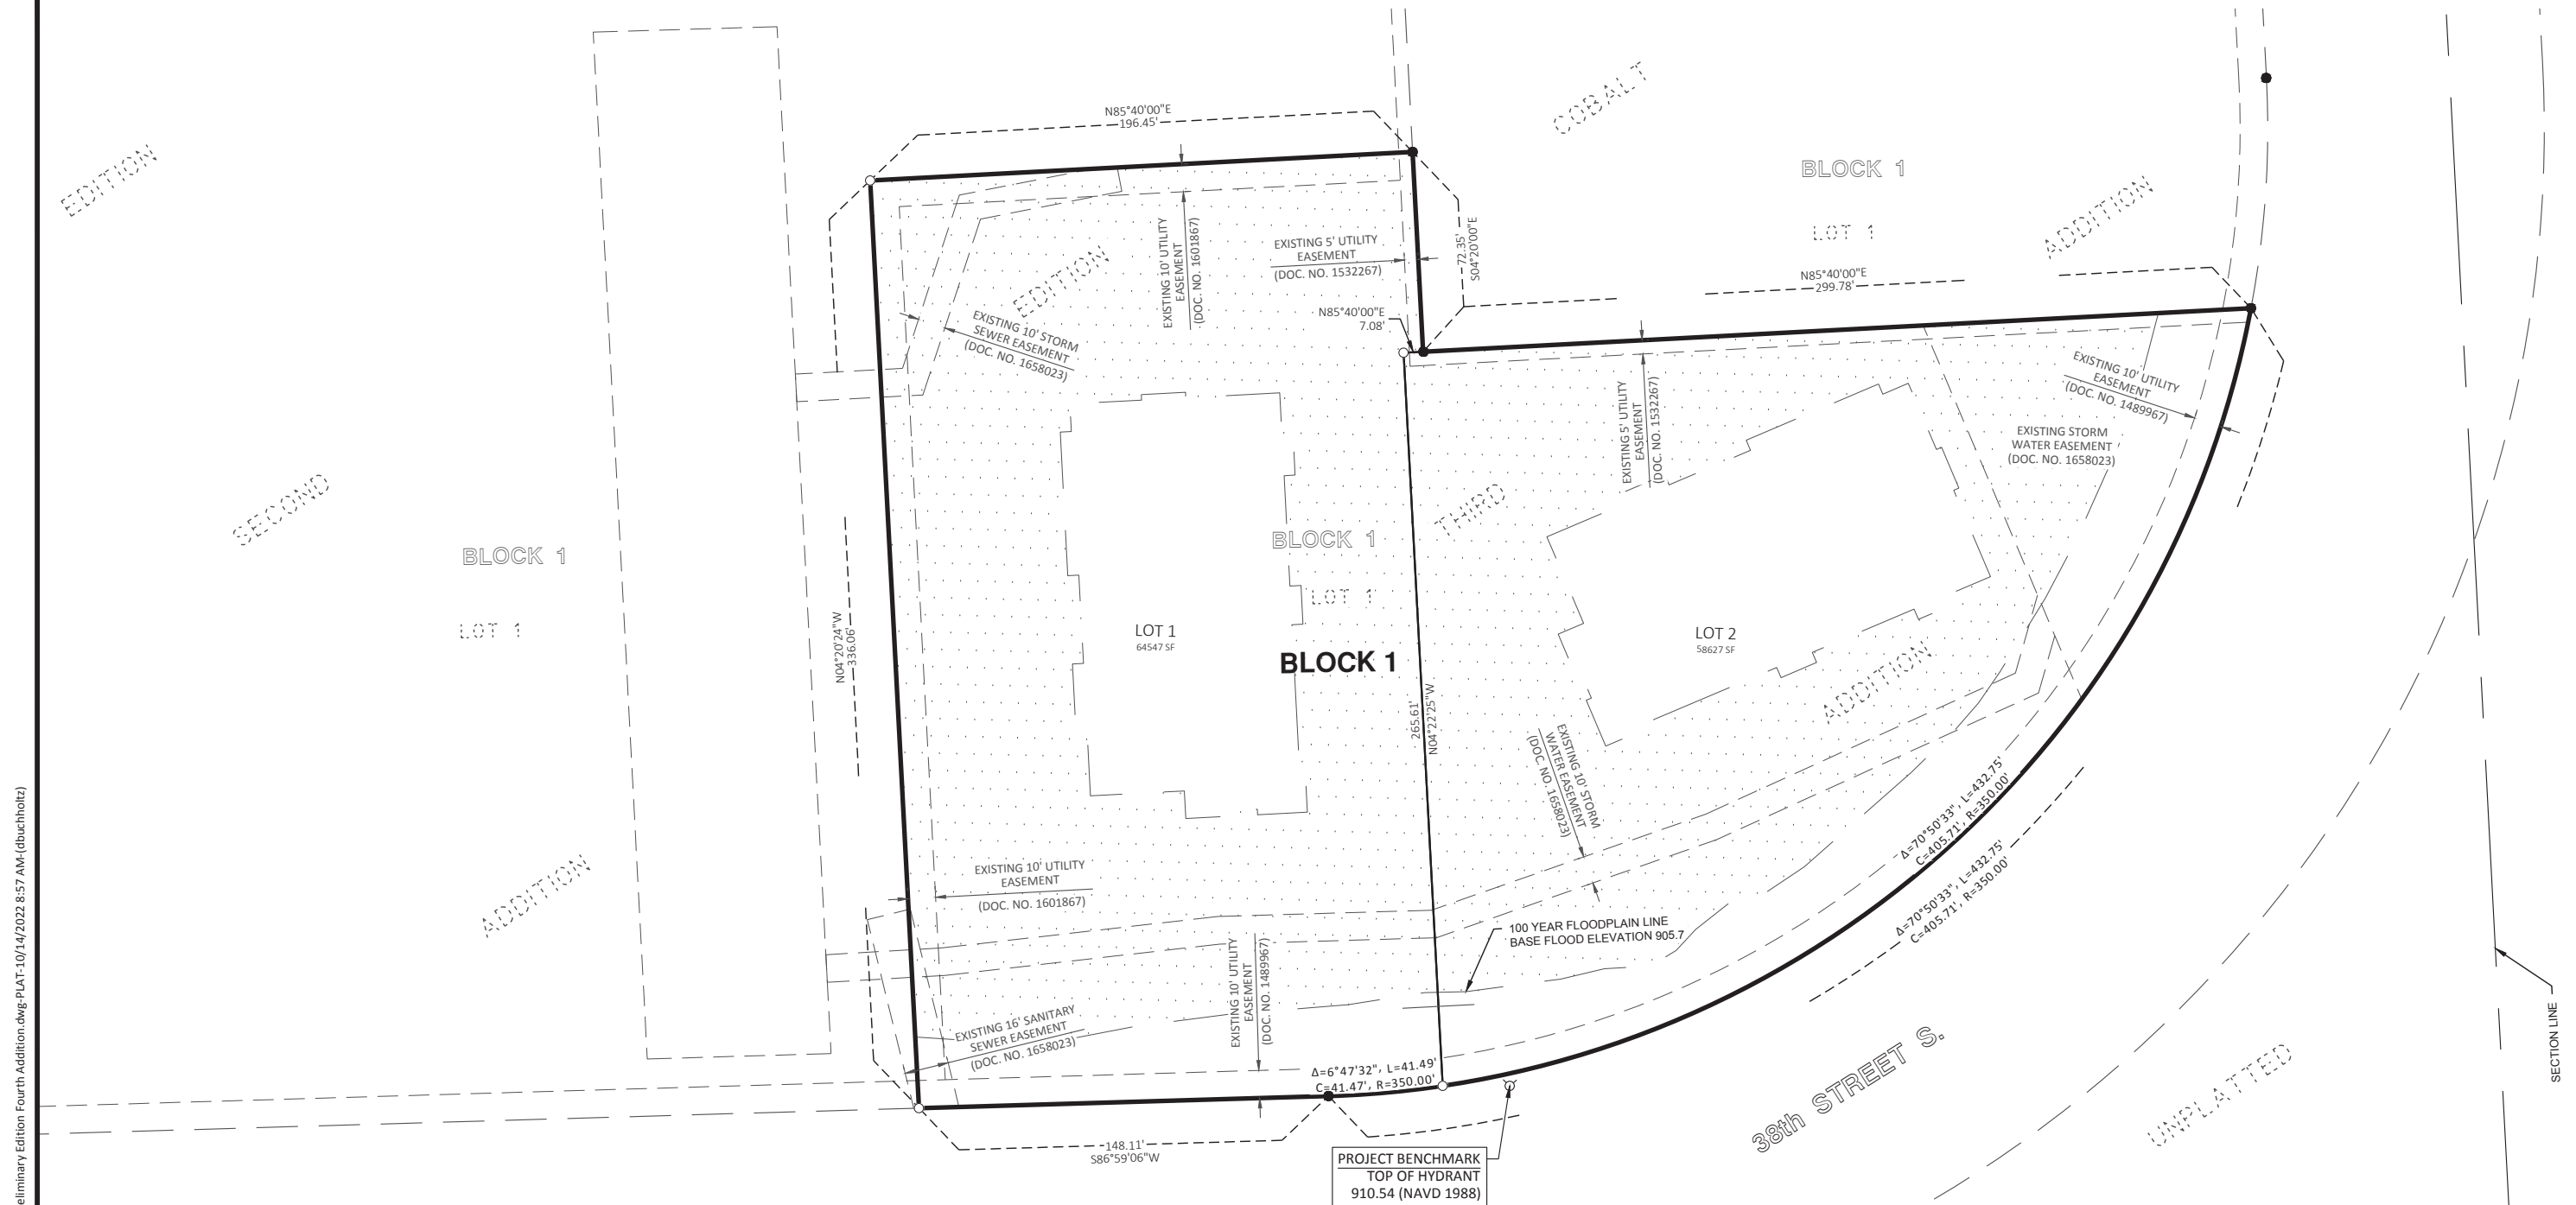 eliminary Edition Fourth Addition.dwg-PLAT-10/14/2022 8:57 AM-(dbuchholtz)
EDITION
SECOND
BLOCK 1
LOT 1
ADDITION
N85°40'00"E
196.45'
COBALT
BLOCK 1
LOT 1
ADDITION
72.35'
S04°20'00"E
N85°40'00"E
299.78'
EXISTING 10' UTILITY
EASEMENT
(DOC. NO. 1601867)
EXISTING 5' UTILITY
EASEMENT
(DOC. NO. 1532267)
EDITION
EXISTING 10' STORM
SEWER EASEMENT
(DOC. NO. 1658023)
N85°40'00"E
7.08'
EXISTING 5' UTILITY
EASEMENT
(DOC. NO. 1532267)
EXISTING 10' UTILITY
EASEMENT
(DOC. NO. 1489967)
EXISTING STORM
WATER EASEMENT
(DOC. NO. 1658023)
THIRD
BLOCK 1
LOT 1
N04°20'24"W
336.06'
LOT 1
64547 SF
BLOCK 1
LOT 2
58627 SF
ADDITION
265.61'
N04°22'25"W
EXISTING 10' STORM
WATER EASEMENT
(DOC. NO. 1658023)
Δ=70°50'33", L=432.75'
C=405.71', R=350.00'
Δ=70°50'33", L=432.75'
C=405.71', R=350.00'
EXISTING 10' UTILITY
EASEMENT
(DOC. NO. 1601867)
100 YEAR FLOODPLAIN LINE
BASE FLOOD ELEVATION 905.7
EXISTING 10' UTILITY
EASEMENT
(DOC. NO. 1489967)
EXISTING 16' SANITARY
SEWER EASEMENT
(DOC. NO. 1658023)
Δ=6°47'32", L=41.49'
C=41.47', R=350.00'
148.11'
S86°59'06"W
PROJECT BENCHMARK
TOP OF HYDRANT
910.54 (NAVD 1988)
38th STREET S.
UNPLATTED
SECTION LINE